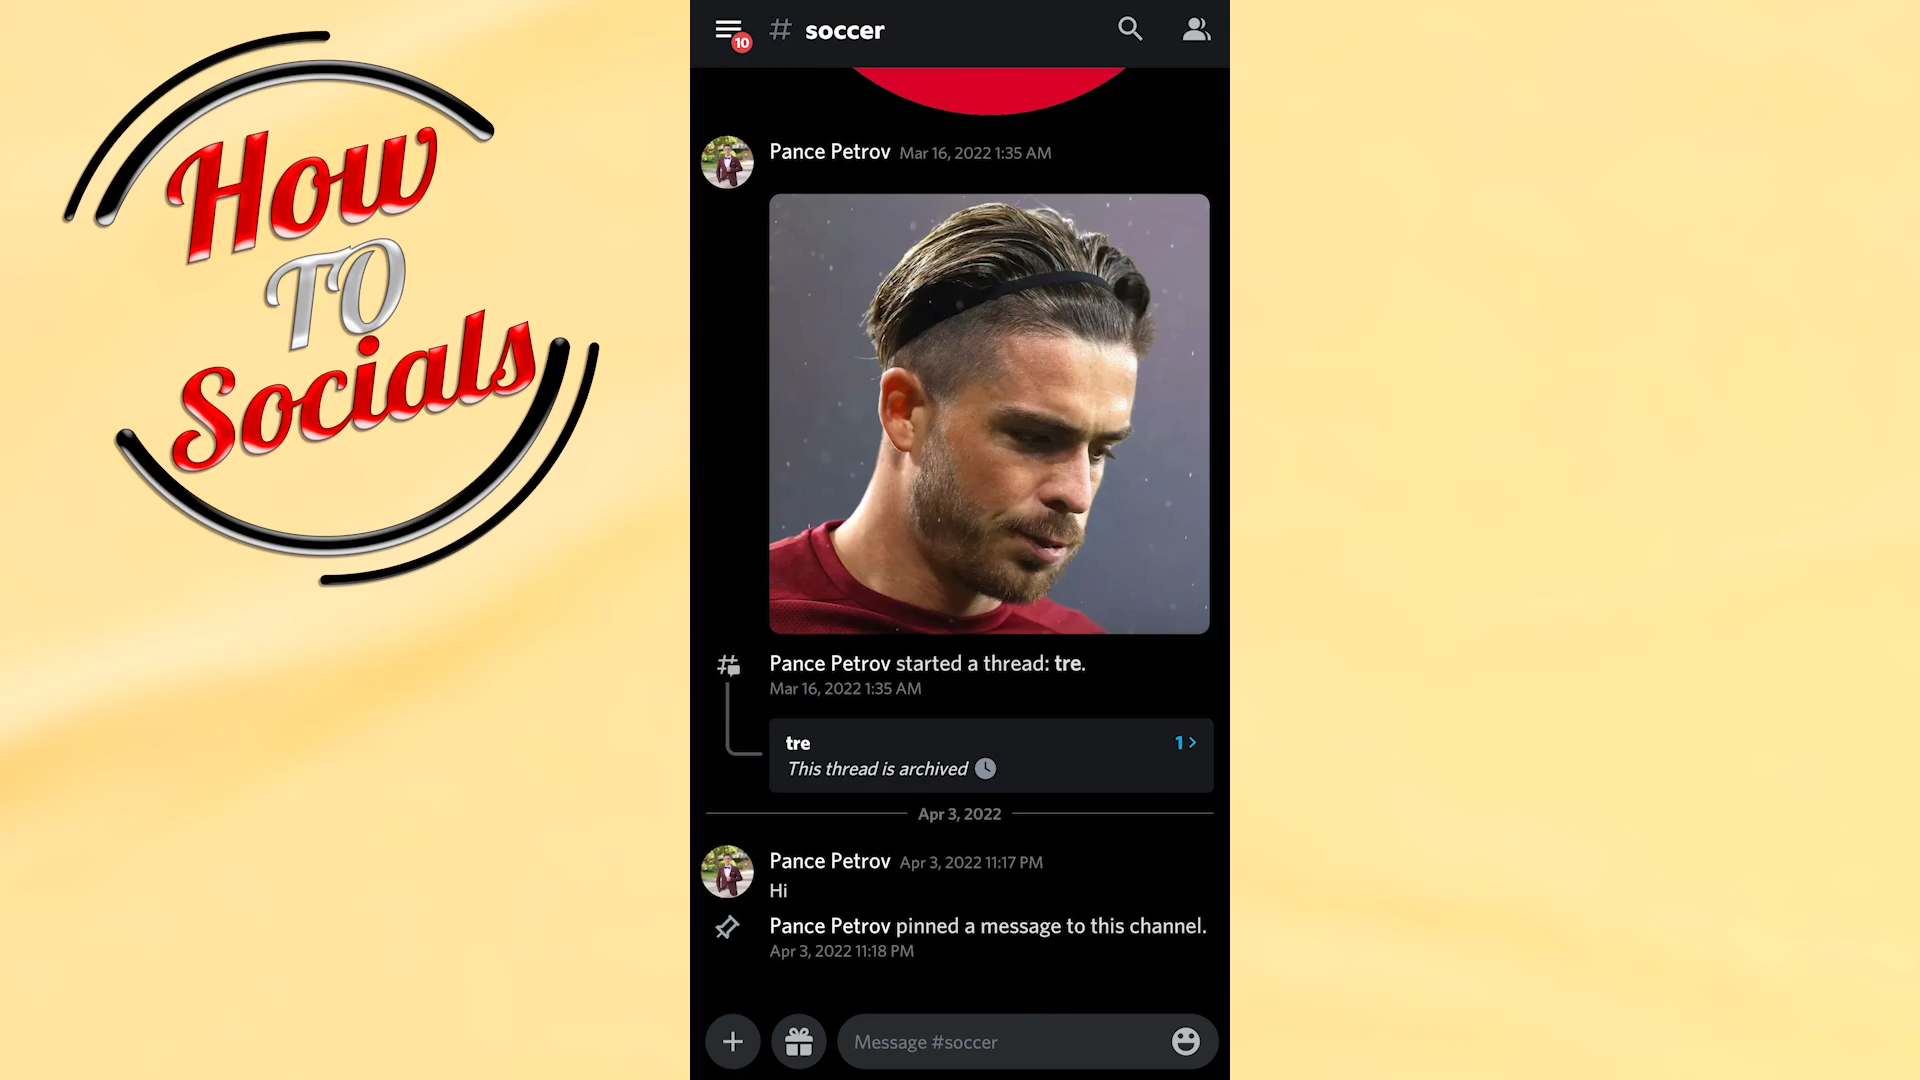 How
TO
Socials
10
# soccer
Pance Petrov Mar 16, 2022 1:35 AM
Pance Petrov started a thread: tre.
Mar 16, 2022 1:35 AM
tre
1 >
This thread is archived
Apr 3, 2022
Pance Petrov Apr 3, 2022 11:17 PM
Hi
Pance Petrov pinned a message to this channel.
Apr 3, 2022 11:18 PM
Message #soccer